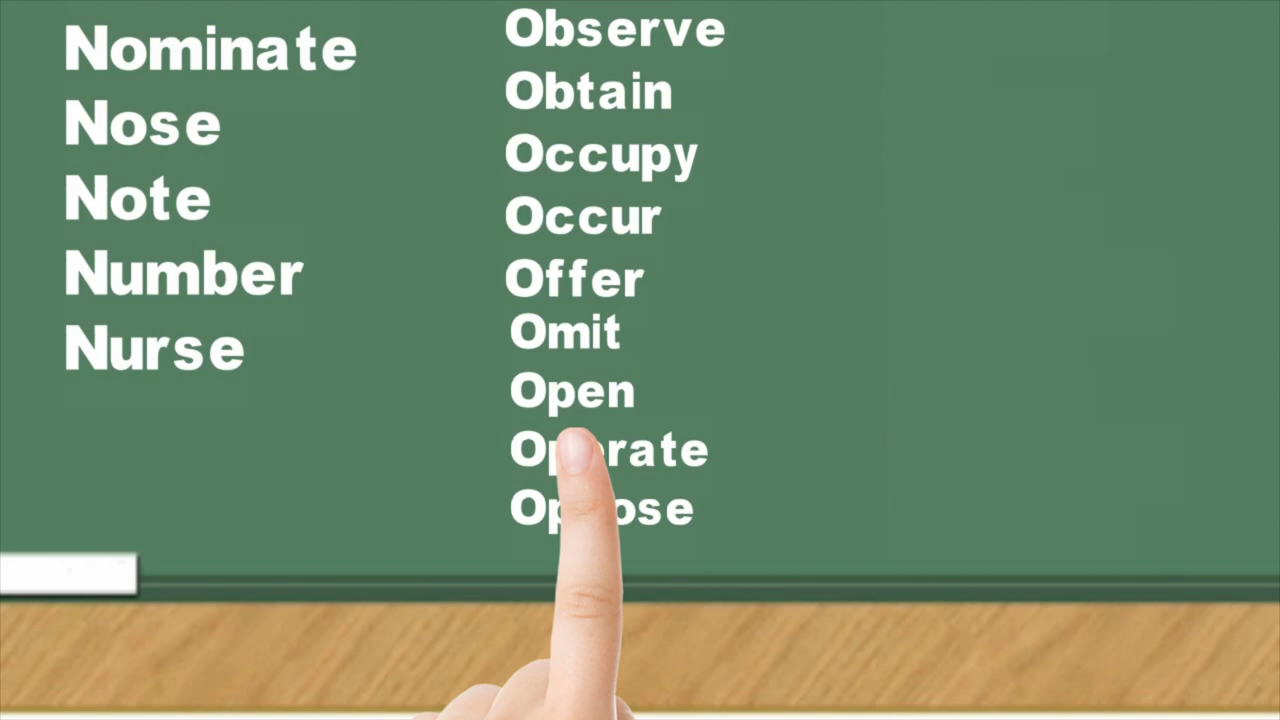 Nominate
Nose
Note
Number
Nurse
Observe
Obtain
Occupy
Occur
Offer
Omit
Open